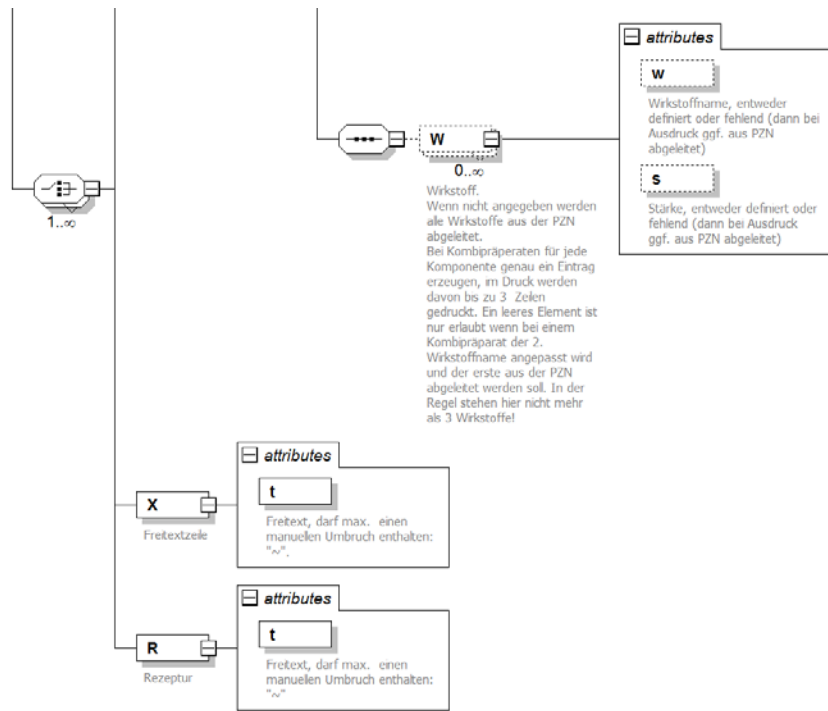 attributes
w
Wirkstoffname, entweder
definiert oder fehlend (dann bei
Ausdruck ggf. aus PZN
abgeleitet)
s
Stärke, entweder definiert oder
fehlend (dann bei Ausdruck
ggf. aus PZN abgeleitet)
W
0..∞
Wirkstoff.
Wenn nicht angegeben werden
alle Wirkstoffe aus der PZN
abgeleitet.
Bei Kombipräperaten für jede
Komponente genau ein Eintrag
erzeugen, im Druck werden
davon bis zu 3 Zeilen
gedruckt. Ein leeres Element ist
nur erlaubt wenn bei einem
Kombipräparat der 2.
Wirkstoffname angepasst wird
und der erste aus der PZN
abgeleitet werden soll. In der
Regel stehen hier nicht mehr
als 3 Wirkstoffe!
1..∞
attributes
X
t
Freitextzeile
Freitext, darf max. einen
manuellen Umbruch enthalten:
"~".
attributes
R
t
Rezeptur
Freitext, darf max. einen
manuellen Umbruch enthalten:
"~"